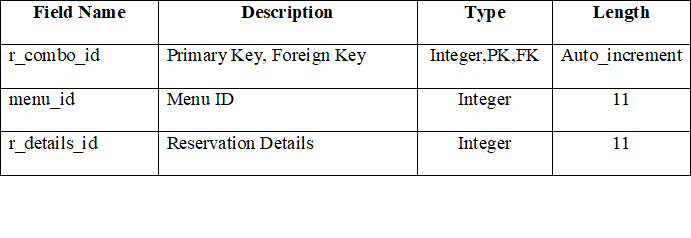 Field Name Description Type Length
r_combo_id Primary Key, Foreign Key Integer,PK,FK Auto_increment
menu_id Menu ID Integer 11
r_details_id Reservation Details Integer 11